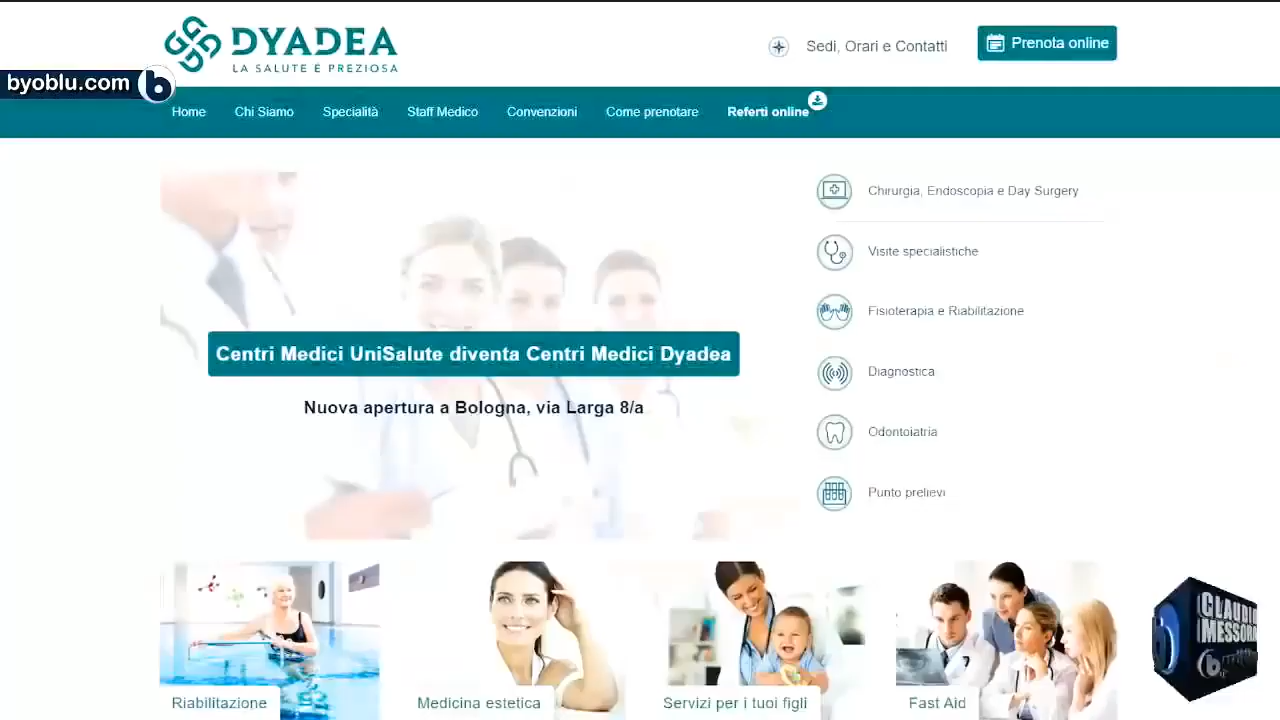 DYADEA
LA SALUTE È PREZIOSA
Sedi, Orari e Contatti
Prenota online
byoblu.com
b
Home
Chi Siamo
Specialità
Staff Medico
Convenzioni
Come prenotare
Referti online
Chirurgia, Endoscopia e Day Surgery
Visite specialistiche
Fisioterapia e Riabilitazione
Diagnostica
Odontoiatria
Punto prelievi
Centri Medici UniSalute diventa Centri Medici Dyadea
Nuova apertura a Bologna, via Larga 8/a
Riabilitazione
Medicina estetica
Servizi per i tuoi figli
Fast Aid
CLAUDIO
MESSORA